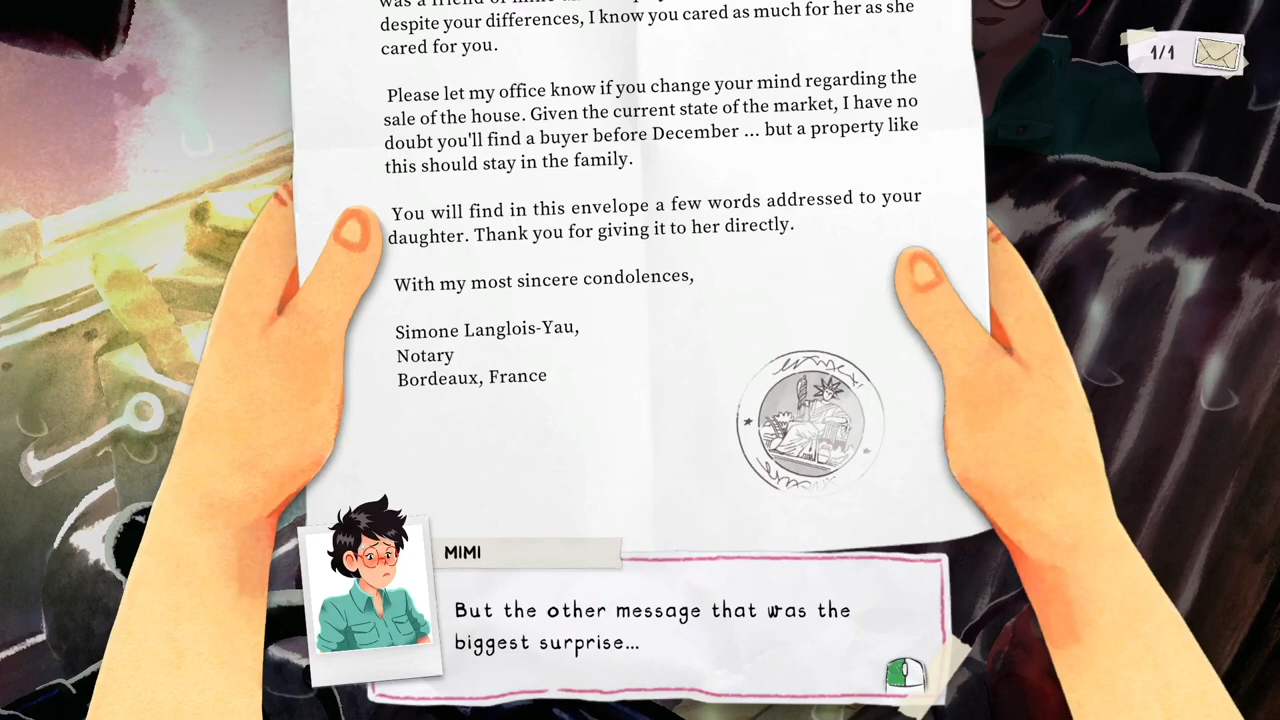 despite your differences, I know you cared as much for her as she
cared for you.
Please let my office know if you change your mind regarding the
sale of the house. Given the current state of the market, I have no
doubt you'll find a buyer before December ... but a property like
this should stay in the family.
You will find in this envelope a few words addressed to your
daughter. Thank you for giving it to her directly.
With my most sincere condolences,
Simone Langlois-Yau,
Notary
Bordeaux, France
1/1
MIMI
But the other message that was the
biggest surprise...